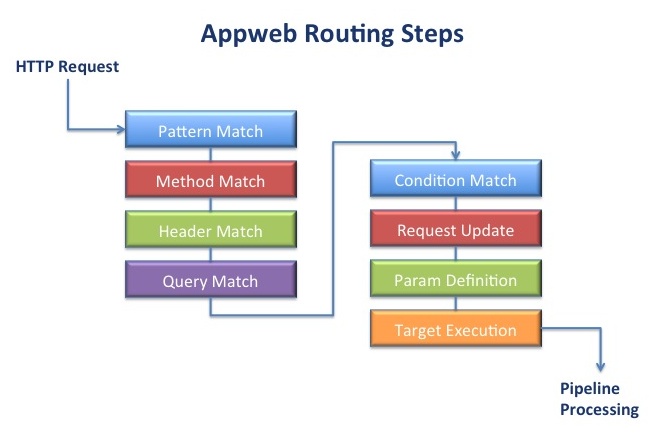 Appweb Routing Steps
HTTP Request
Pattern Match
Method Match
Header Match
Query Match
Condition Match
Request Update
Param Definition
Target Execution
Pipeline
Processing